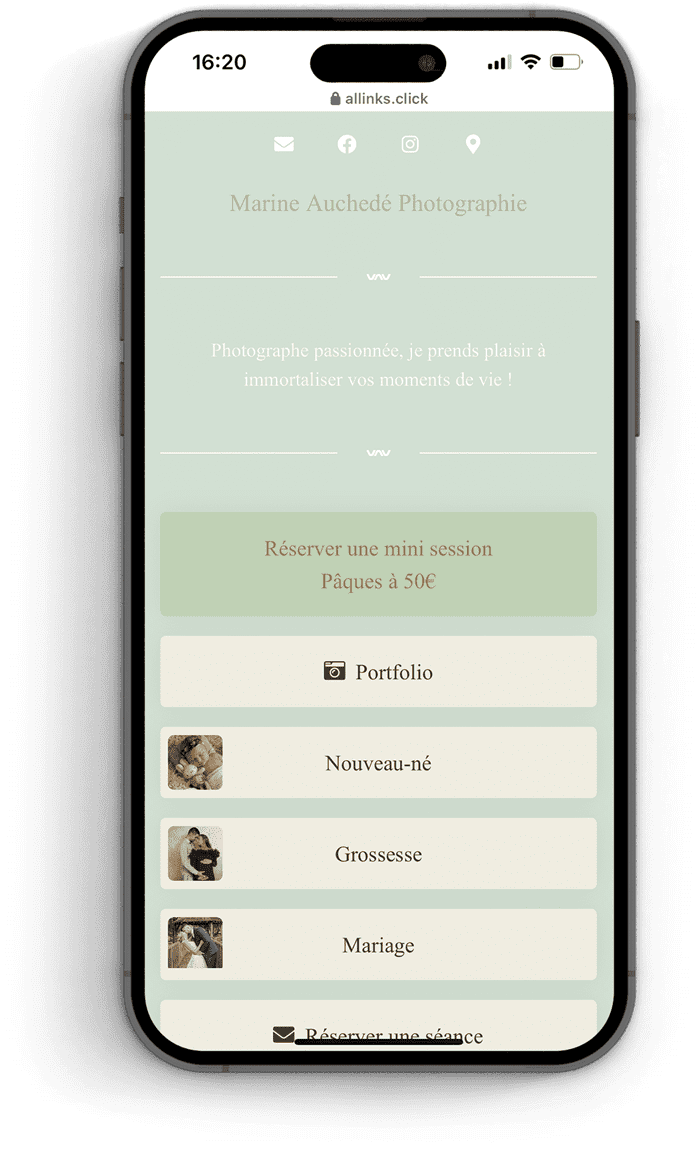 16:20
allinks.click
Marine Auchedé Photographie
Photographe passionnée, je prends plaisir à
immortaliser vos moments de vie !
Réserver une mini session
Pâques à 50€
Portfolio
Nouveau-né
Grossesse
Mariage
Réserver une séance